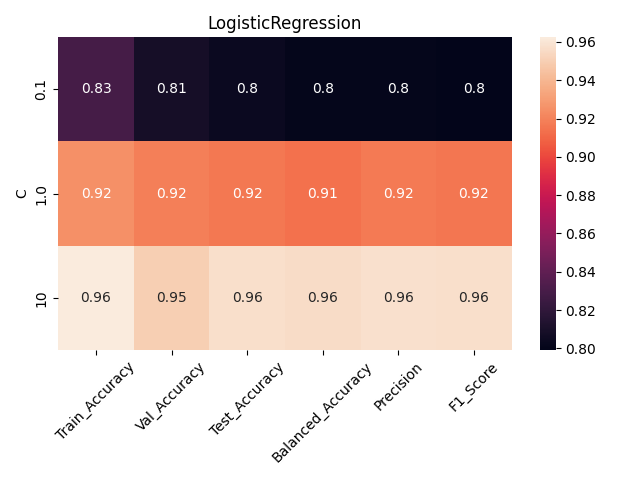 LogisticRegression
0.1 0.83 0.81 0.8 0.8 0.8 0.8
C
1.0 0.92 0.92 0.92 0.91 0.92 0.92
10 0.96 0.95 0.96 0.96 0.96 0.96
Train_Accuracy Val_Accuracy Test_Accuracy Balanced_Accuracy Precision F1_Score
0.96
0.94
0.92
0.90
0.88
0.86
0.84
0.82
0.80